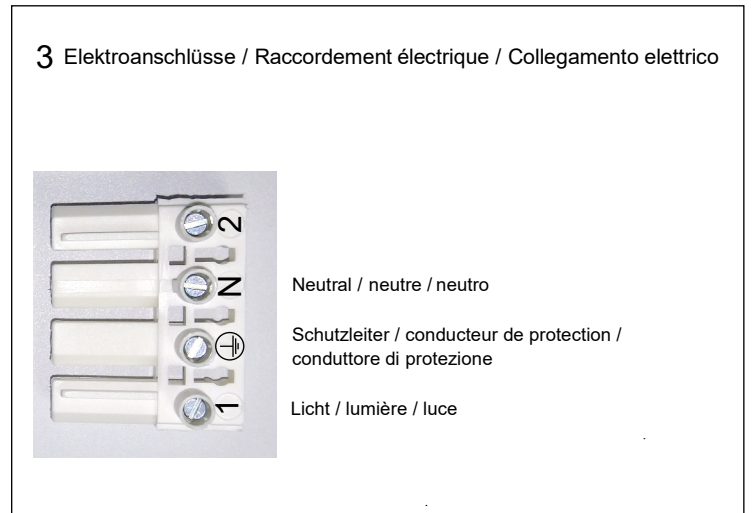 3 Elektroanschlüsse / Raccordement électrique / Collegamento elettrico
2
N
Neutral / neutre / neutro
Schutzleiter / conducteur de protection /
conduttore di protezione
1
Licht / lumière / luce